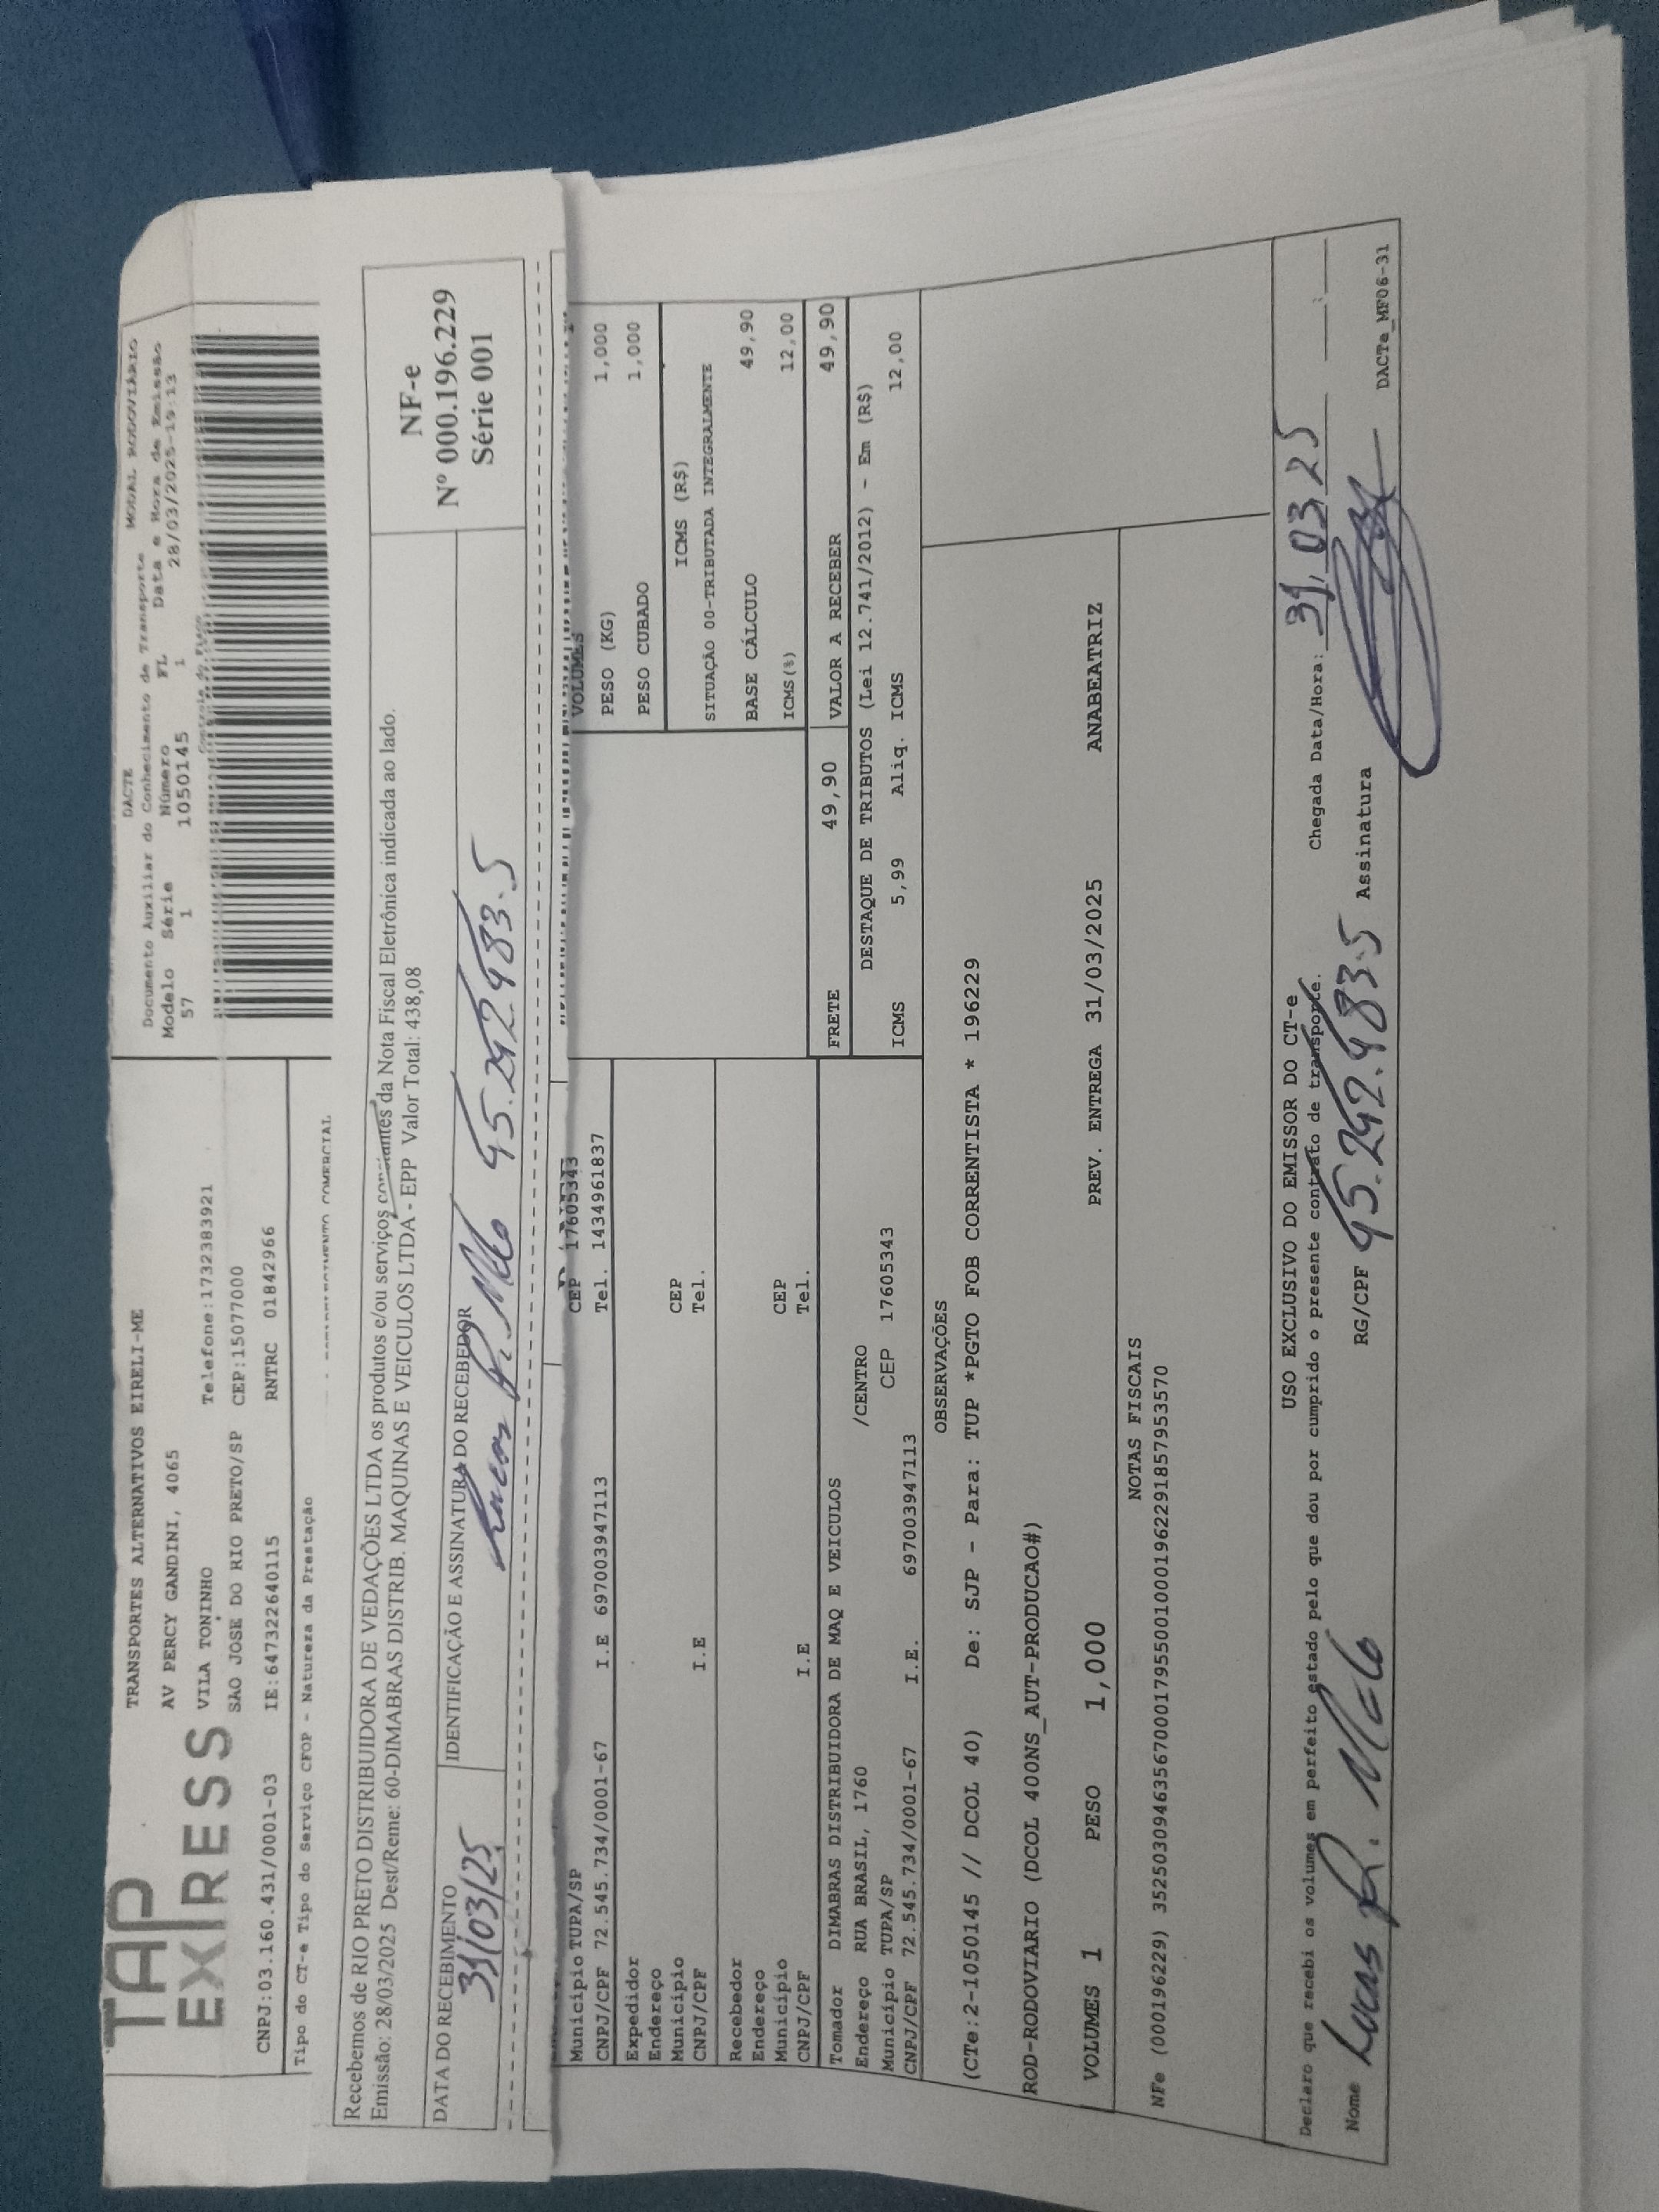 TAP
EXPRESS
TRANSPORTES ALTERNATIVOS EIRELI-ME
AV PERCY GANDINI, 4065
VILA TONINHO Telefone:1732383921
SAO JOSE DO RIO PRETO/SP CEP:15077000
CNPJ:03.160.431/0001-03 IE:647322640115 RNTRC 01842966
Tipo do CT-e Tipo do Serviço CFOP - Natureza da Prestação
DACTE MODAL RODOVIÁRIO
Documento Auxiliar do Conhecimento de Transporte
Modelo Série Número FL Data e Hora de Emissão
57 1 1050145 1 28/03/2025-19:13
Controle do Fisco
Recebemos de RIO PRETO DISTRIBUIDORA DE VEDAÇÕES LTDA os produtos e/ou serviços constantes da Nota Fiscal Eletrônica indicada ao lado.
Emissão: 28/03/2025 Dest/Reme: 60-DIMABRAS DISTRIB. MAQUINAS E VEICULOS LTDA - EPP Valor Total: 438,08
DATA DO RECEBIMENTO IDENTIFICAÇÃO E ASSINATURA DO RECEBEDOR
31/03/25 Lucas R. Melo 45.292.483-5
NF-e
Nº 000.196.229
Série 001
Município TUPA/SP CEP 17605343
CNPJ/CPF 72.545.734/0001-67 I.E 697003947113 Tel. 1434961837
Expedidor
Endereço
Município CEP
CNPJ/CPF I.E Tel.
Recebedor
Endereço
Município CEP
CNPJ/CPF I.E Tel.
Tomador DIMABRAS DISTRIBUIDORA DE MAQ E VEICULOS
Endereço RUA BRASIL, 1760 /CENTRO
Município TUPA/SP CEP 17605343
CNPJ/CPF 72.545.734/0001-67 I.E. 697003947113
VOLUMES
PESO (KG) 1,000
PESO CUBADO 1,000
ICMS (R$)
SITUAÇÃO 00-TRIBUTADA INTEGRALMENTE
BASE CÁLCULO 49,90
ICMS(%) 12,00
FRETE 49,90 VALOR A RECEBER 49,90
DESTAQUE DE TRIBUTOS (Lei 12.741/2012) - Em (R$)
ICMS 5,99 Aliq. ICMS 12,00
OBSERVAÇÕES
(CTe:2-1050145 // DCOL 40) De: SJP - Para: TUP *PGTO FOB CORRENTISTA * 196229
ROD-RODOVIARIO (DCOL 400NS_AUT-PRODUCAO#)
VOLUMES 1 PESO 1,000 PREV. ENTREGA 31/03/2025 ANABEATRIZ
NOTAS FISCAIS
NFe (000196229) 35250309463567000179550010001962291857953570
USO EXCLUSIVO DO EMISSOR DO CT-e
Declaro que recebi os volumes em perfeito estado pelo que dou por cumprido o presente contrato de transporte. Chegada Data/Hora: 31/03/25 :
Nome Lucas R. Melo RG/CPF 45.292.483-5 Assinatura
DACTe_MF06-31